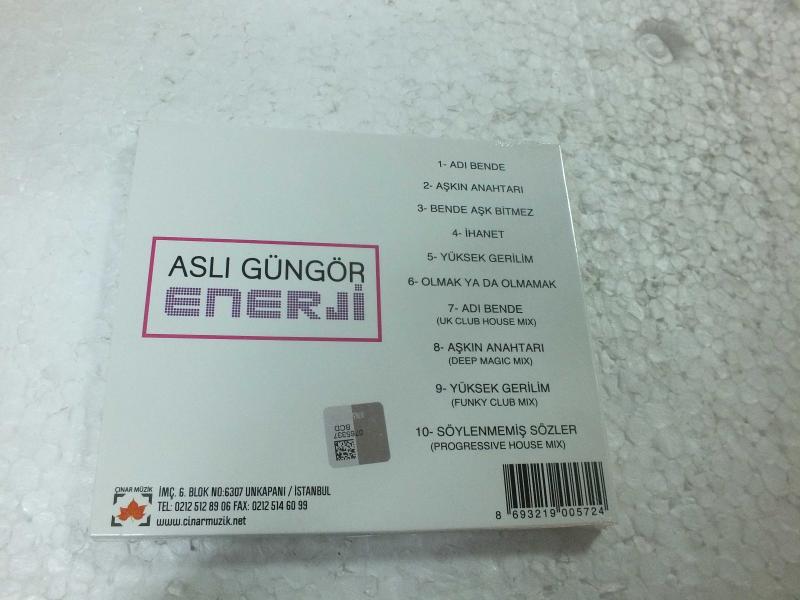 ASLI GÜNGÖR
enerji
1- ADI BENDE
2- AŞKIN ANAHTARI
3- BENDE AŞK BİTMEZ
4- İHANET
5- YÜKSEK GERİLİM
6- OLMAK YA DA OLMAMAK
7- ADI BENDE
(UK CLUB HOUSE MIX)
8- AŞKIN ANAHTARI
(DEEP MAGIC MIX)
9- YÜKSEK GERİLİM
(FUNKY CLUB MIX)
10- SÖYLENMEMİŞ SÖZLER
(PROGRESSIVE HOUSE MIX)
0765337
BCD
ÇINAR MÜZİK
İMÇ. 6. BLOK NO:6307 UNKAPANI / İSTANBUL
TEL: 0212 512 89 06 FAX: 0212 514 60 99
www.cinarmuzik.net
8 693219 005724